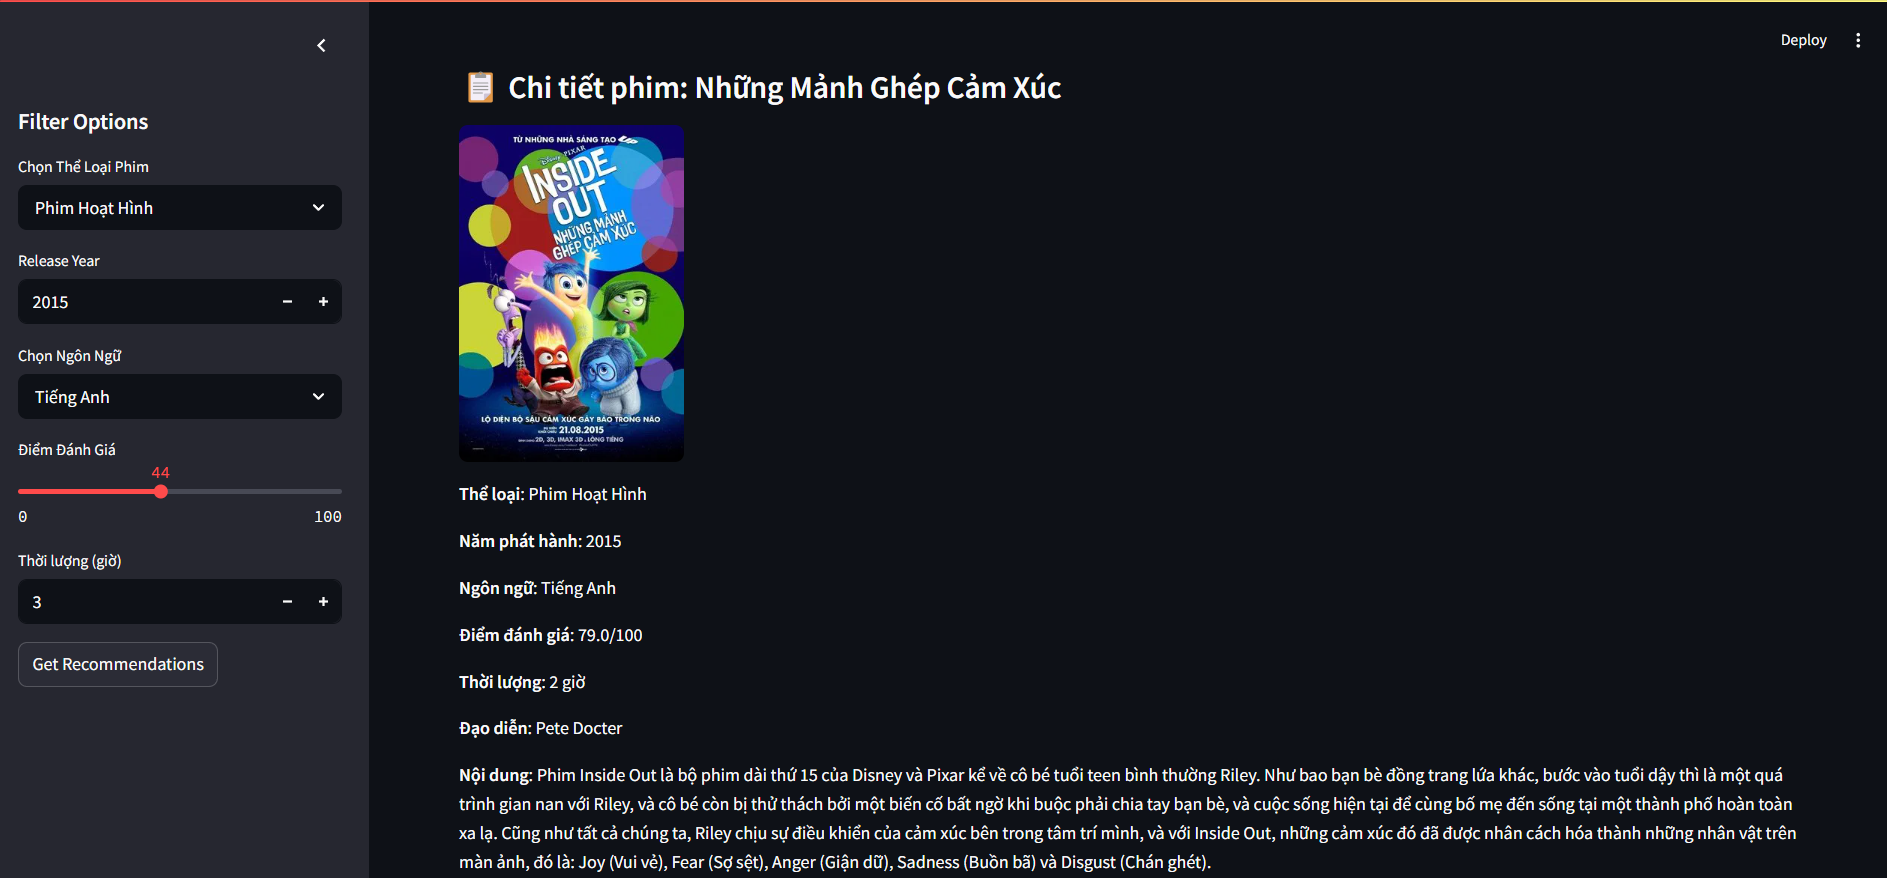 Deploy
Filter Options
Chọn Thể Loại Phim
Phim Hoạt Hình
Release Year
2015
Chọn Ngôn Ngữ
Tiếng Anh
Điểm Đánh Giá
44
0
100
Thời lượng (giờ)
3
Get Recommendations
Chi tiết phim: Những Mảnh Ghép Cảm Xúc
TỪ NHỮNG NHÀ SÁNG TẠO UP
Disney PIXAR
INSIDE
OUT
NHỮNG MẢNH
GHÉP CẢM XÚC
LỘ DIỆN BỘ SẬU CẢM XÚC GÂY BÃO TRONG NÃO
21.08.2015
2D, 3D, IMAX 3D & LỒNG TIẾNG
Thể loại: Phim Hoạt Hình
Năm phát hành: 2015
Ngôn ngữ: Tiếng Anh
Điểm đánh giá: 79.0/100
Thời lượng: 2 giờ
Đạo diễn: Pete Docter
Nội dung: Phim Inside Out là bộ phim dài thứ 15 của Disney và Pixar kể về cô bé tuổi teen bình thường Riley. Như bao bạn bè đồng trang lứa khác, bước vào tuổi dậy thì là một quá
trình gian nan với Riley, và cô bé còn bị thử thách bởi một biến cố bất ngờ khi buộc phải chia tay bạn bè, và cuộc sống hiện tại để cùng bố mẹ đến sống tại một thành phố hoàn toàn
xa lạ. Cũng như tất cả chúng ta, Riley chịu sự điều khiển của cảm xúc bên trong tâm trí mình, và với Inside Out, những cảm xúc đó đã được nhân cách hóa thành những nhân vật trên
màn ảnh, đó là: Joy (Vui vẻ), Fear (Sợ sệt), Anger (Giận dữ), Sadness (Buồn bã) và Disgust (Chán ghét).